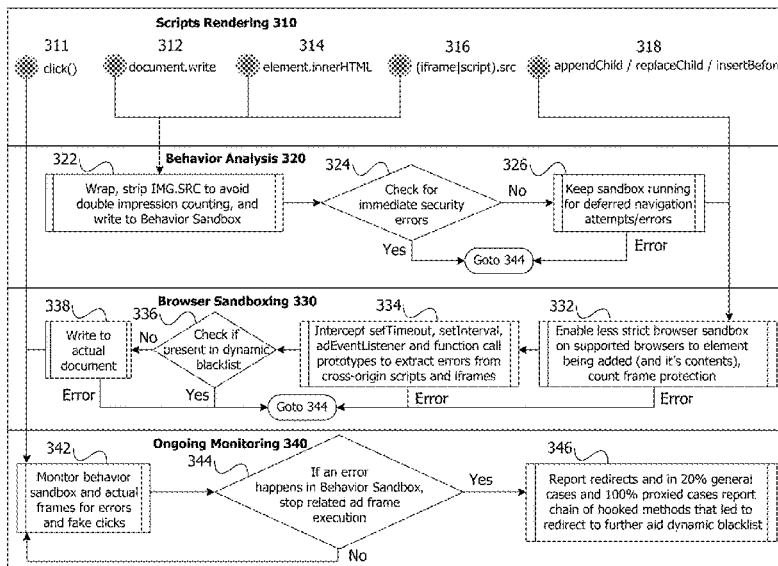 Scripts Rendering 310
311
312
314
316
318
click()
document.write
element.innerHTML
(iframe|script).src
appendChild / replaceChild / insertBefore
Behavior Analysis 320
322
324
326
Wrap, strip IMG.SRC to avoid
double impression counting, and
write to Behavior Sandbox
Check for
immediate security
errors
No
Keep sandbox running
for deferred navigation
attempts/errors
Yes
Error
Goto 344
Browser Sandboxing 330
338
336
334
332
Write to
actual
document
No
Check if
present in dynamic
blacklist
Intercept setTimeout, setInterval,
adEventListener and function call
prototypes to extract errors from
cross-origin scripts and iframes
Enable less strict browser sandbox
on supported browsers to element
being added (and it's contents),
count frame protection
Error
Yes
Error
Error
Goto 344
Ongoing Monitoring 340
342
344
346
Monitor behavior
sandbox and actual
frames for errors
and fake clicks
If an error
happens in Behavior Sandbox,
stop related ad frame
execution
Yes
Report redirects and in 20% general
cases and 100% proxied cases report
chain of hooked methods that led to
redirect to further aid dynamic blacklist
No